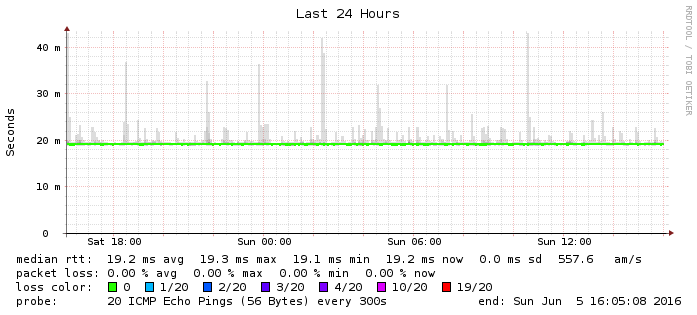 Last 24 Hours
RRDTOOL / TOBI OETIKER
Seconds
40 m
30 m
20 m
10 m
0
Sat 18:00 Sun 00:00 Sun 06:00 Sun 12:00
median rtt: 19.2 ms avg 19.3 ms max 19.1 ms min 19.2 ms now 0.0 ms sd 557.6 am/s
packet loss: 0.00 % avg 0.00 % max 0.00 % min 0.00 % now
loss color: 0 1/20 2/20 3/20 4/20 10/20 19/20
probe: 20 ICMP Echo Pings (56 Bytes) every 300s end: Sun Jun 5 16:05:08 2016